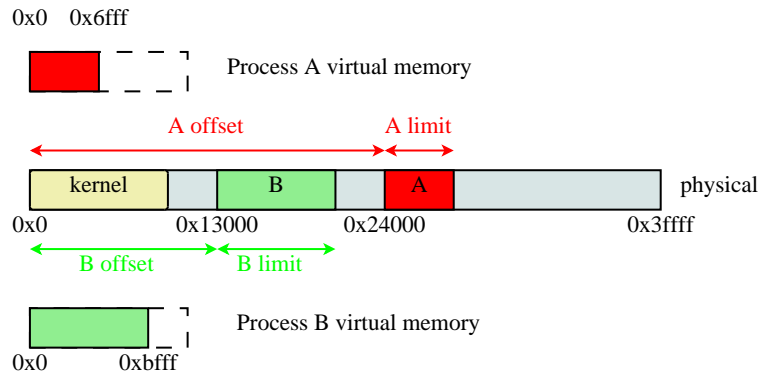 0x0 0x6fff
Process A virtual memory
A offset A limit
kernel B A physical
0x0 0x13000 0x24000 0x3ffff
B offset B limit
Process B virtual memory
0x0 0xbfff